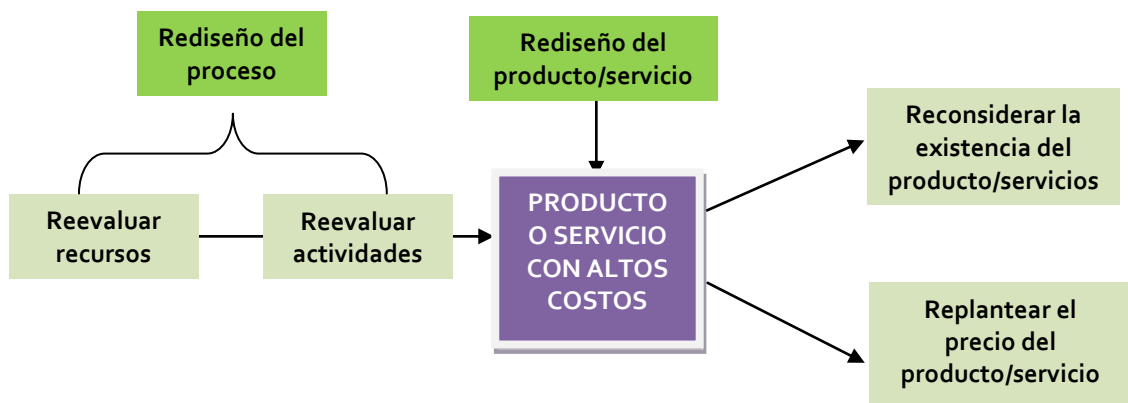 Rediseño del
proceso
Rediseño del
producto/servicio
Reevaluar
recursos
Reevaluar
actividades
PRODUCTO
O SERVICIO
CON ALTOS
COSTOS
Reconsiderar la
existencia del
producto/servicios
Replantear el
precio del
producto/servicio